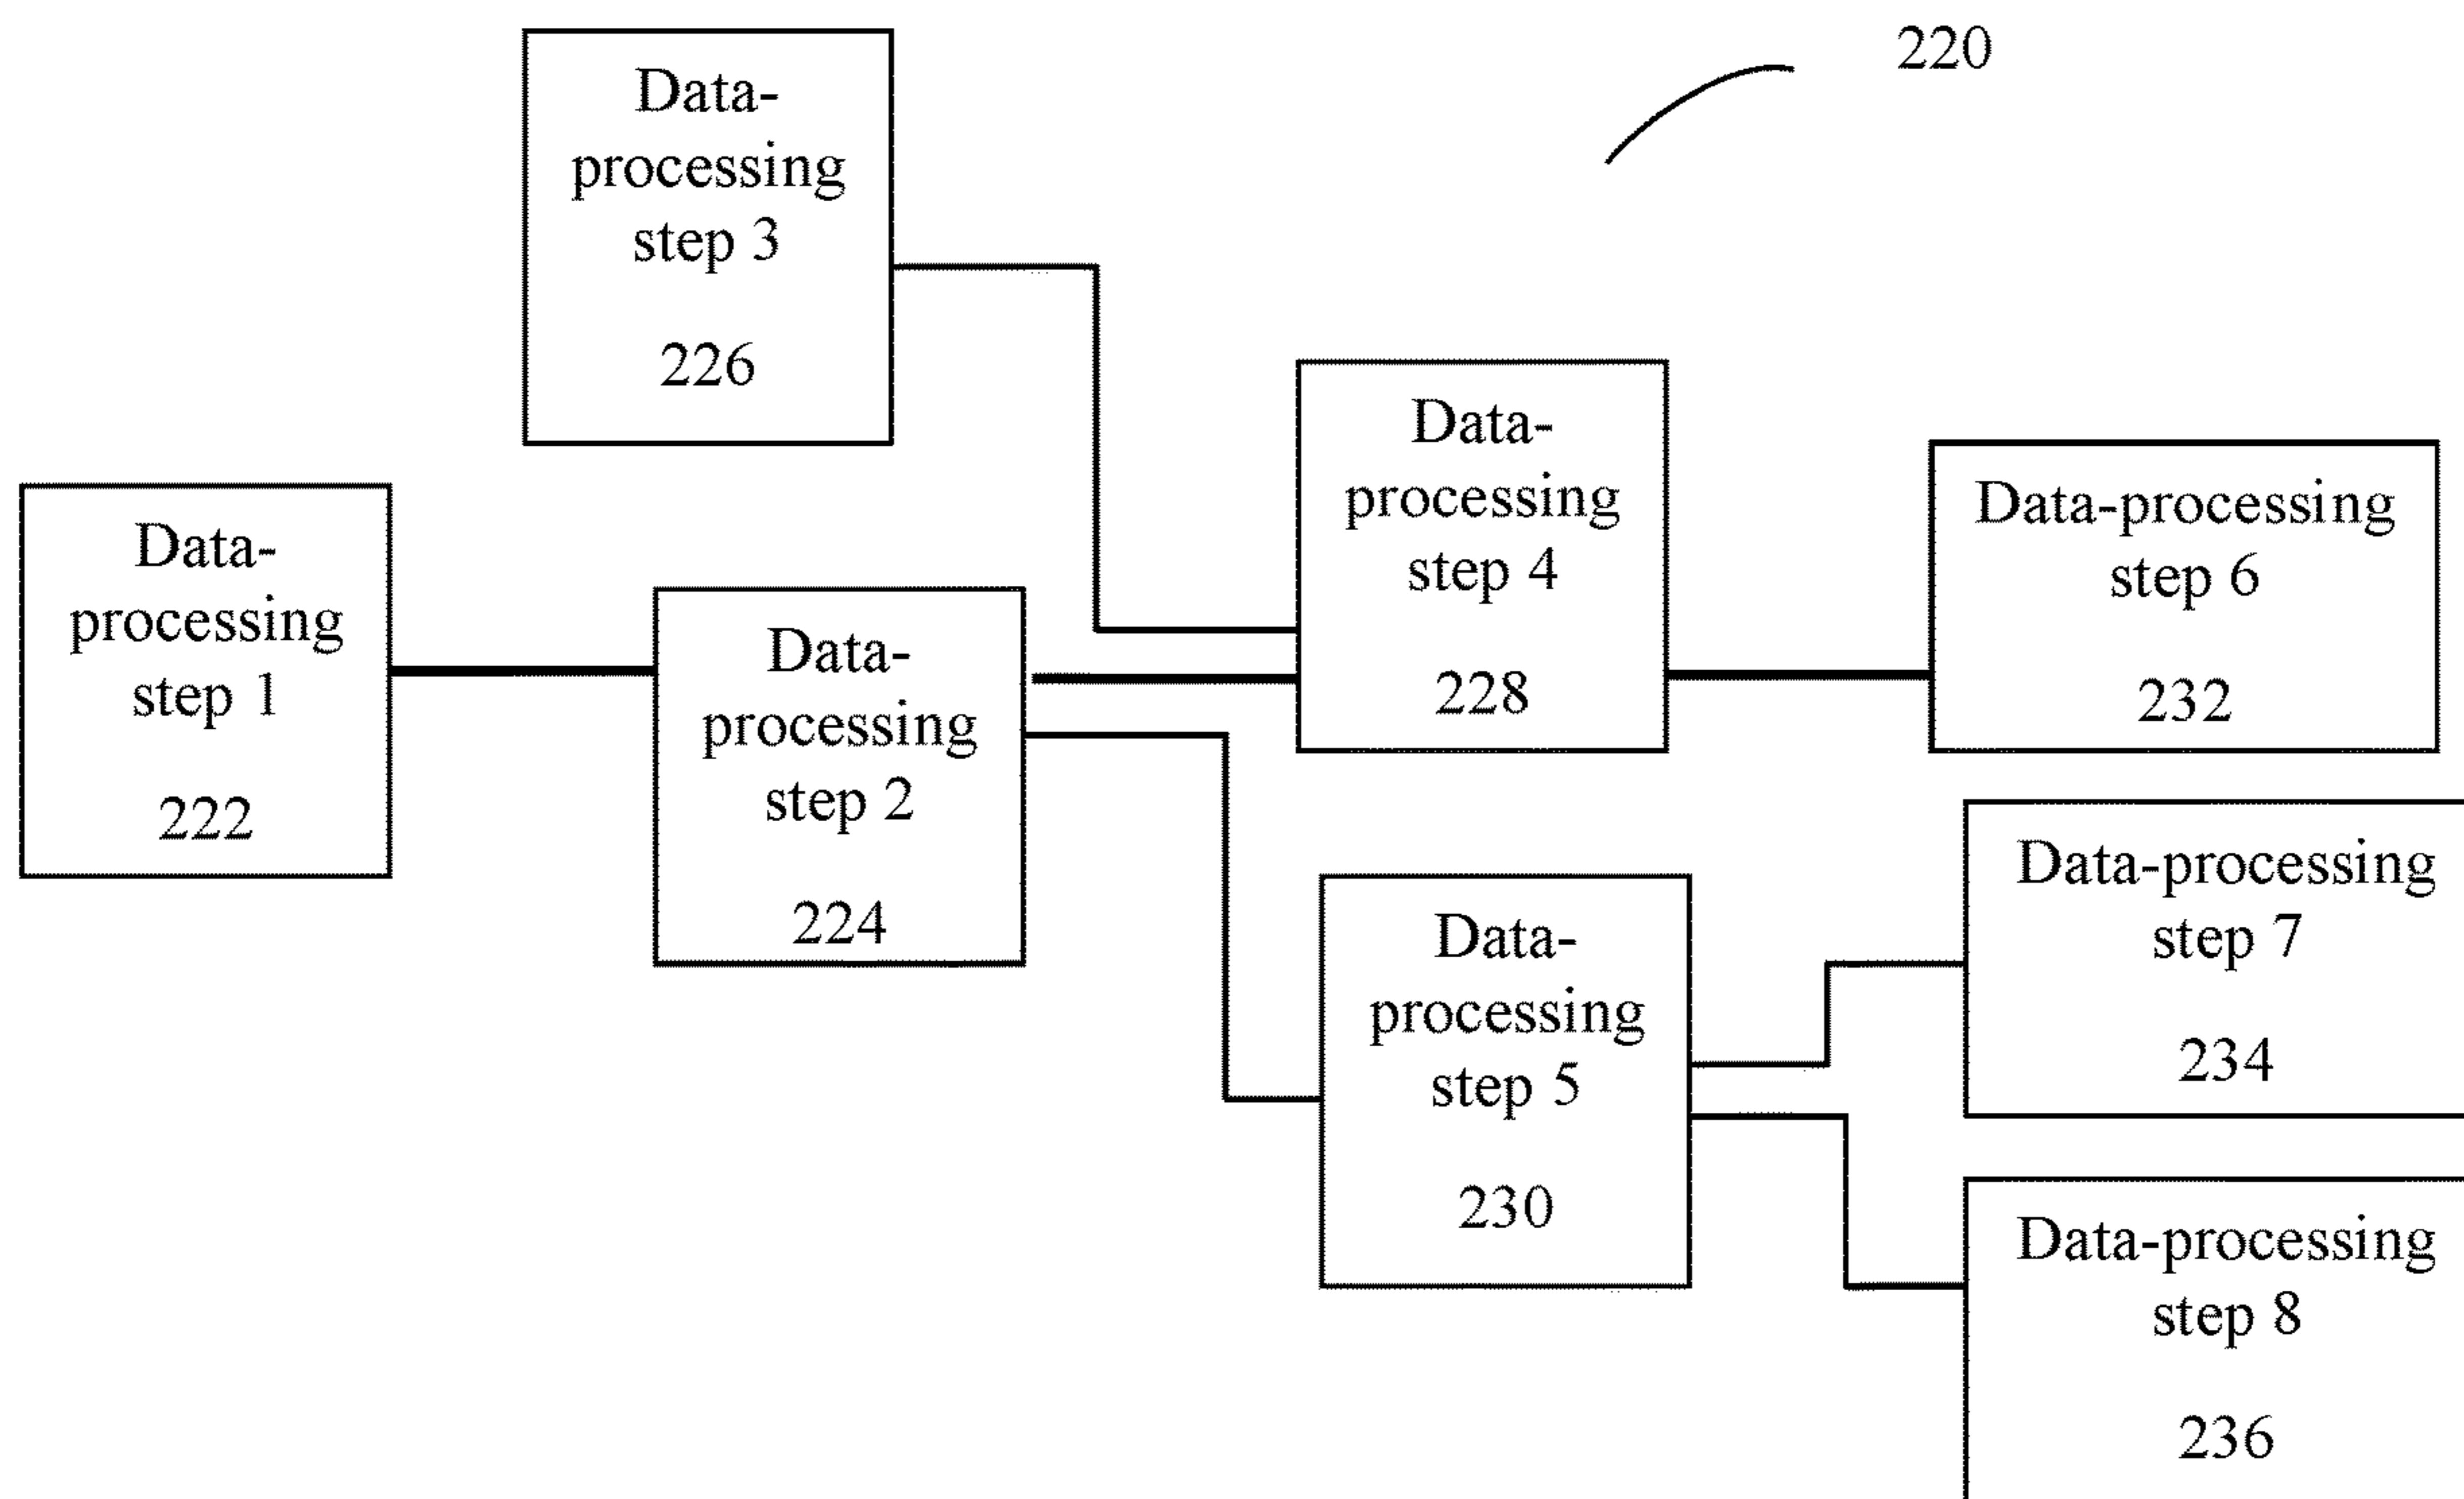 220
Data-
processing
step 3
226
Data-
processing
step 1
222
Data-
processing
step 2
224
Data-
processing
step 4
228
Data-processing
step 6
232
Data-
processing
step 5
230
Data-processing
step 7
234
Data-processing
step 8
236